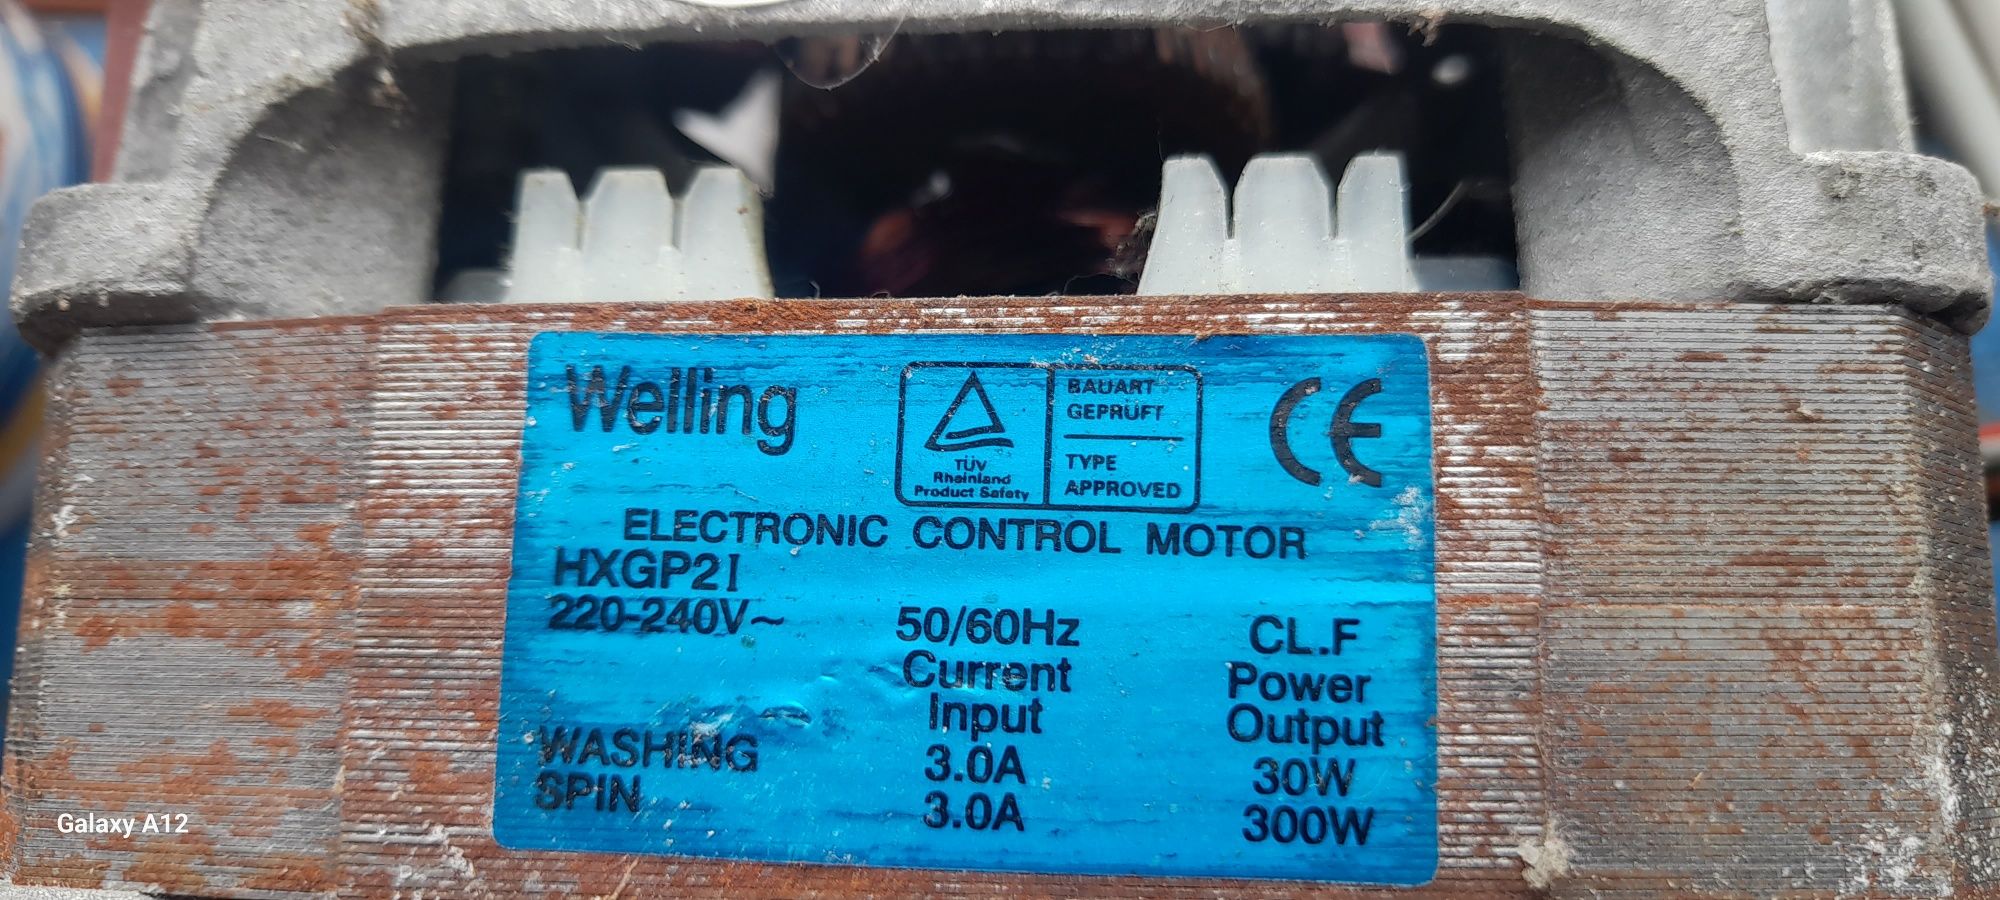 Welling
TÜV
Rheinland
Product Safety
BAUART
GEPRÜFT
TYPE
APPROVED
CE
ELECTRONIC CONTROL MOTOR
HXGP2I
220-240V~ 50/60Hz CL.F
Current Power
Input Output
WASHING 3.0A 30W
SPIN 3.0A 300W
Galaxy A12